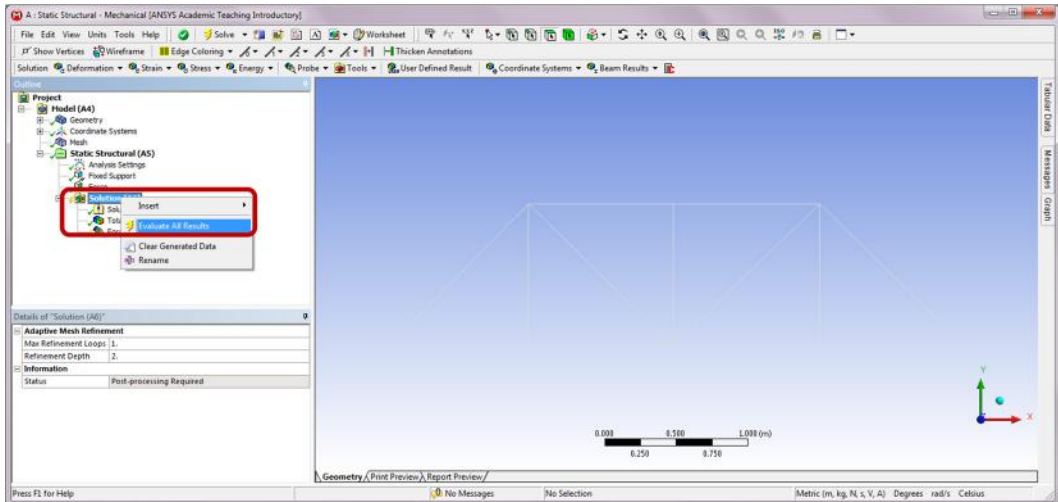 A : Static Structural - Mechanical [ANSYS Academic Teaching Introductory]
File Edit View Units Tools Help Solve Worksheet
Show Vertices Wireframe Edge Coloring Thicken Annotations
Solution Deformation Strain Stress Energy Probe Tools User Defined Result Coordinate Systems Beam Results
Outline
Project
Model (A4)
Geometry
Coordinate Systems
Mesh
Static Structural (A5)
Analysis Settings
Fixed Support
Solution
Insert
Evaluate All Results
Clear Generated Data
Rename
Details of "Solution (A6)"
Adaptive Mesh Refinement
Max Refinement Loops 1.
Refinement Depth 2.
Information
Status Post-processing Required
Tabular Data
Messages
Graph
Y
X
0.000 0.500 1.000 (m)
0.250 0.750
Geometry Print Preview Report Preview
Press F1 for Help No Messages No Selection Metric (m, kg, N, s, V, A) Degrees rad/s Celsius